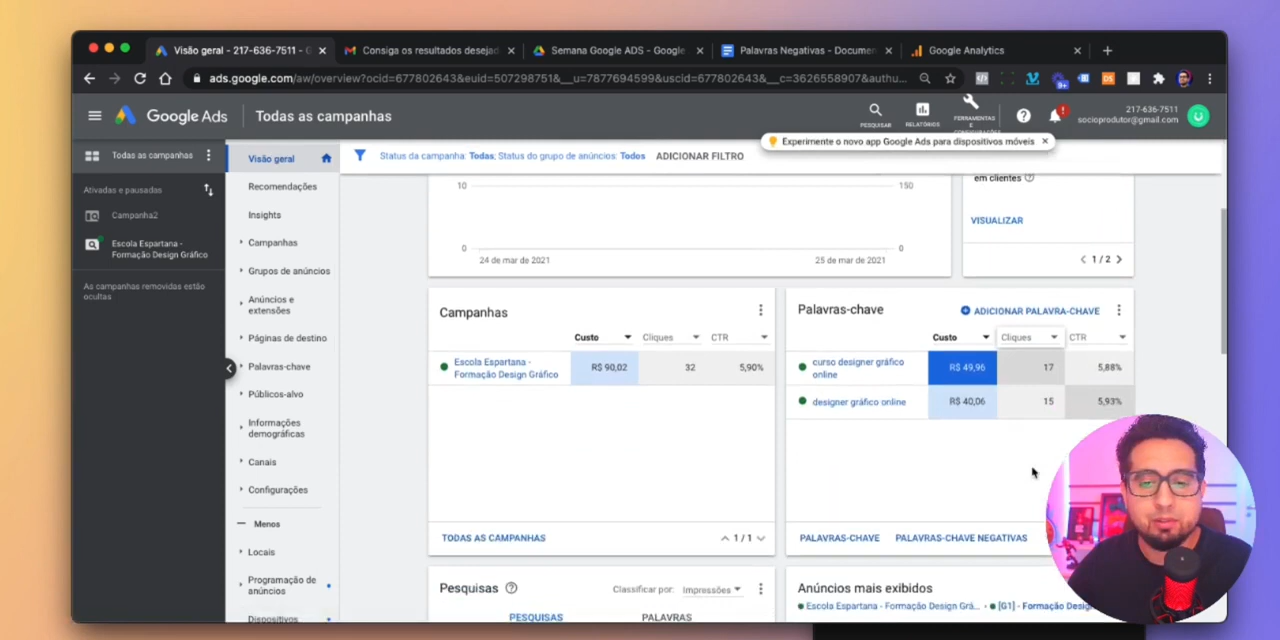 Visão geral - 217-636-7511 - G
Consiga os resultados desejad
Semana Google ADS - Google
Palavras Negativas - Documen
Google Analytics
ads.google.com/aw/overview?ocid=677802643&euid=507298751&__u=7877694599&uscid=677802643&__c=3626558907&authu...
Google Ads
Todas as campanhas
PESQUISAR
RELATÓRIOS
FERRAMENTAS
E
CONFIGURAÇÕES
217-636-7511
socioprodutor@gmail.com
Experimente o novo app Google Ads para dispositivos móveis
Todas as campanhas
Ativadas e pausadas
Campanha2
Escola Espartana -
Formação Design Gráfico
As campanhas removidas estão
ocultas
Visão geral
Recomendações
Insights
Campanhas
Grupos de anúncios
Anúncios e
extensões
Páginas de destino
Palavras-chave
Públicos-alvo
Informações
demográficas
Canais
Configurações
Menos
Locais
Programação de
anúncios
Dispositivos
Status da campanha: Todas; Status do grupo de anúncios: Todos
ADICIONAR FILTRO
10
150
0
0
24 de mar de 2021
25 de mar de 2021
em clientes
VISUALIZAR
1 / 2
Campanhas
Custo
Cliques
CTR
Escola Espartana -
Formação Design Gráfico
R$ 90,02
32
5,90%
TODAS AS CAMPANHAS
1 / 1
Palavras-chave
ADICIONAR PALAVRA-CHAVE
Custo
Cliques
CTR
curso designer gráfico
online
R$ 49,96
17
5,88%
designer gráfico online
R$ 40,06
15
5,93%
PALAVRAS-CHAVE
PALAVRAS-CHAVE NEGATIVAS
Pesquisas
Classificar por:
Impressões
PESQUISAS
PALAVRAS
Anúncios mais exibidos
Escola Espartana - Formação Design Grá...
[G1] - Formação Design